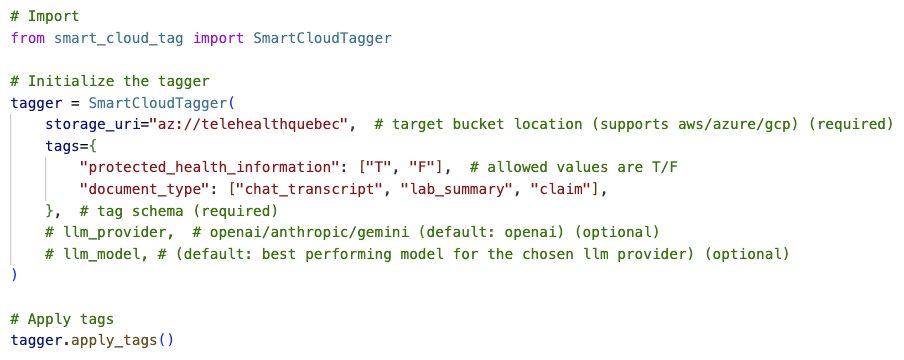 # Import
from smart_cloud_tag import SmartCloudTagger

# Initialize the tagger
tagger = SmartCloudTagger(
    storage_uri="az://telehealthquebec",  # target bucket location (supports aws/azure/gcp) (required)
    tags={
        "protected_health_information": ["T", "F"],  # allowed values are T/F
        "document_type": ["chat_transcript", "lab_summary", "claim"],
    },  # tag schema (required)
    # llm_provider,  # openai/anthropic/gemini (default: openai) (optional)
    # llm_model, # (default: best performing model for the chosen llm provider) (optional)
)

# Apply tags
tagger.apply_tags()